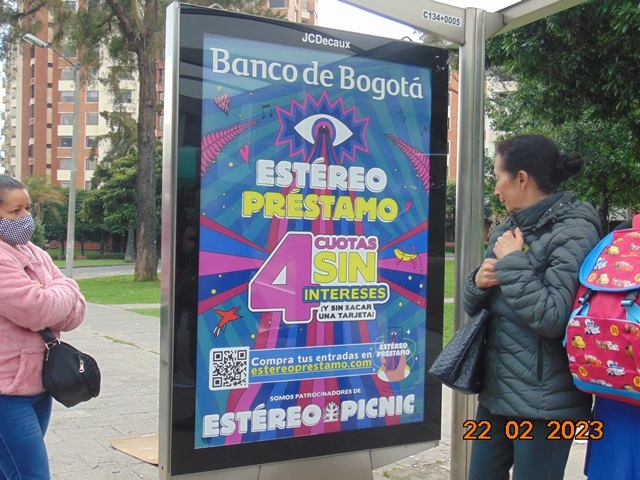 C134+0005
JCDecaux
Banco de Bogotá
ESTÉREO
PRÉSTAMO
4 CUOTAS
SIN
INTERESES
¡Y SIN SACAR
UNA TARJETA!
Compra tus entradas en
estereoprestamo.com
ESTÉREO
PRÉSTAMO
SOMOS PATROCINADORES DE
ESTÉREO PICNIC
22 02 2023